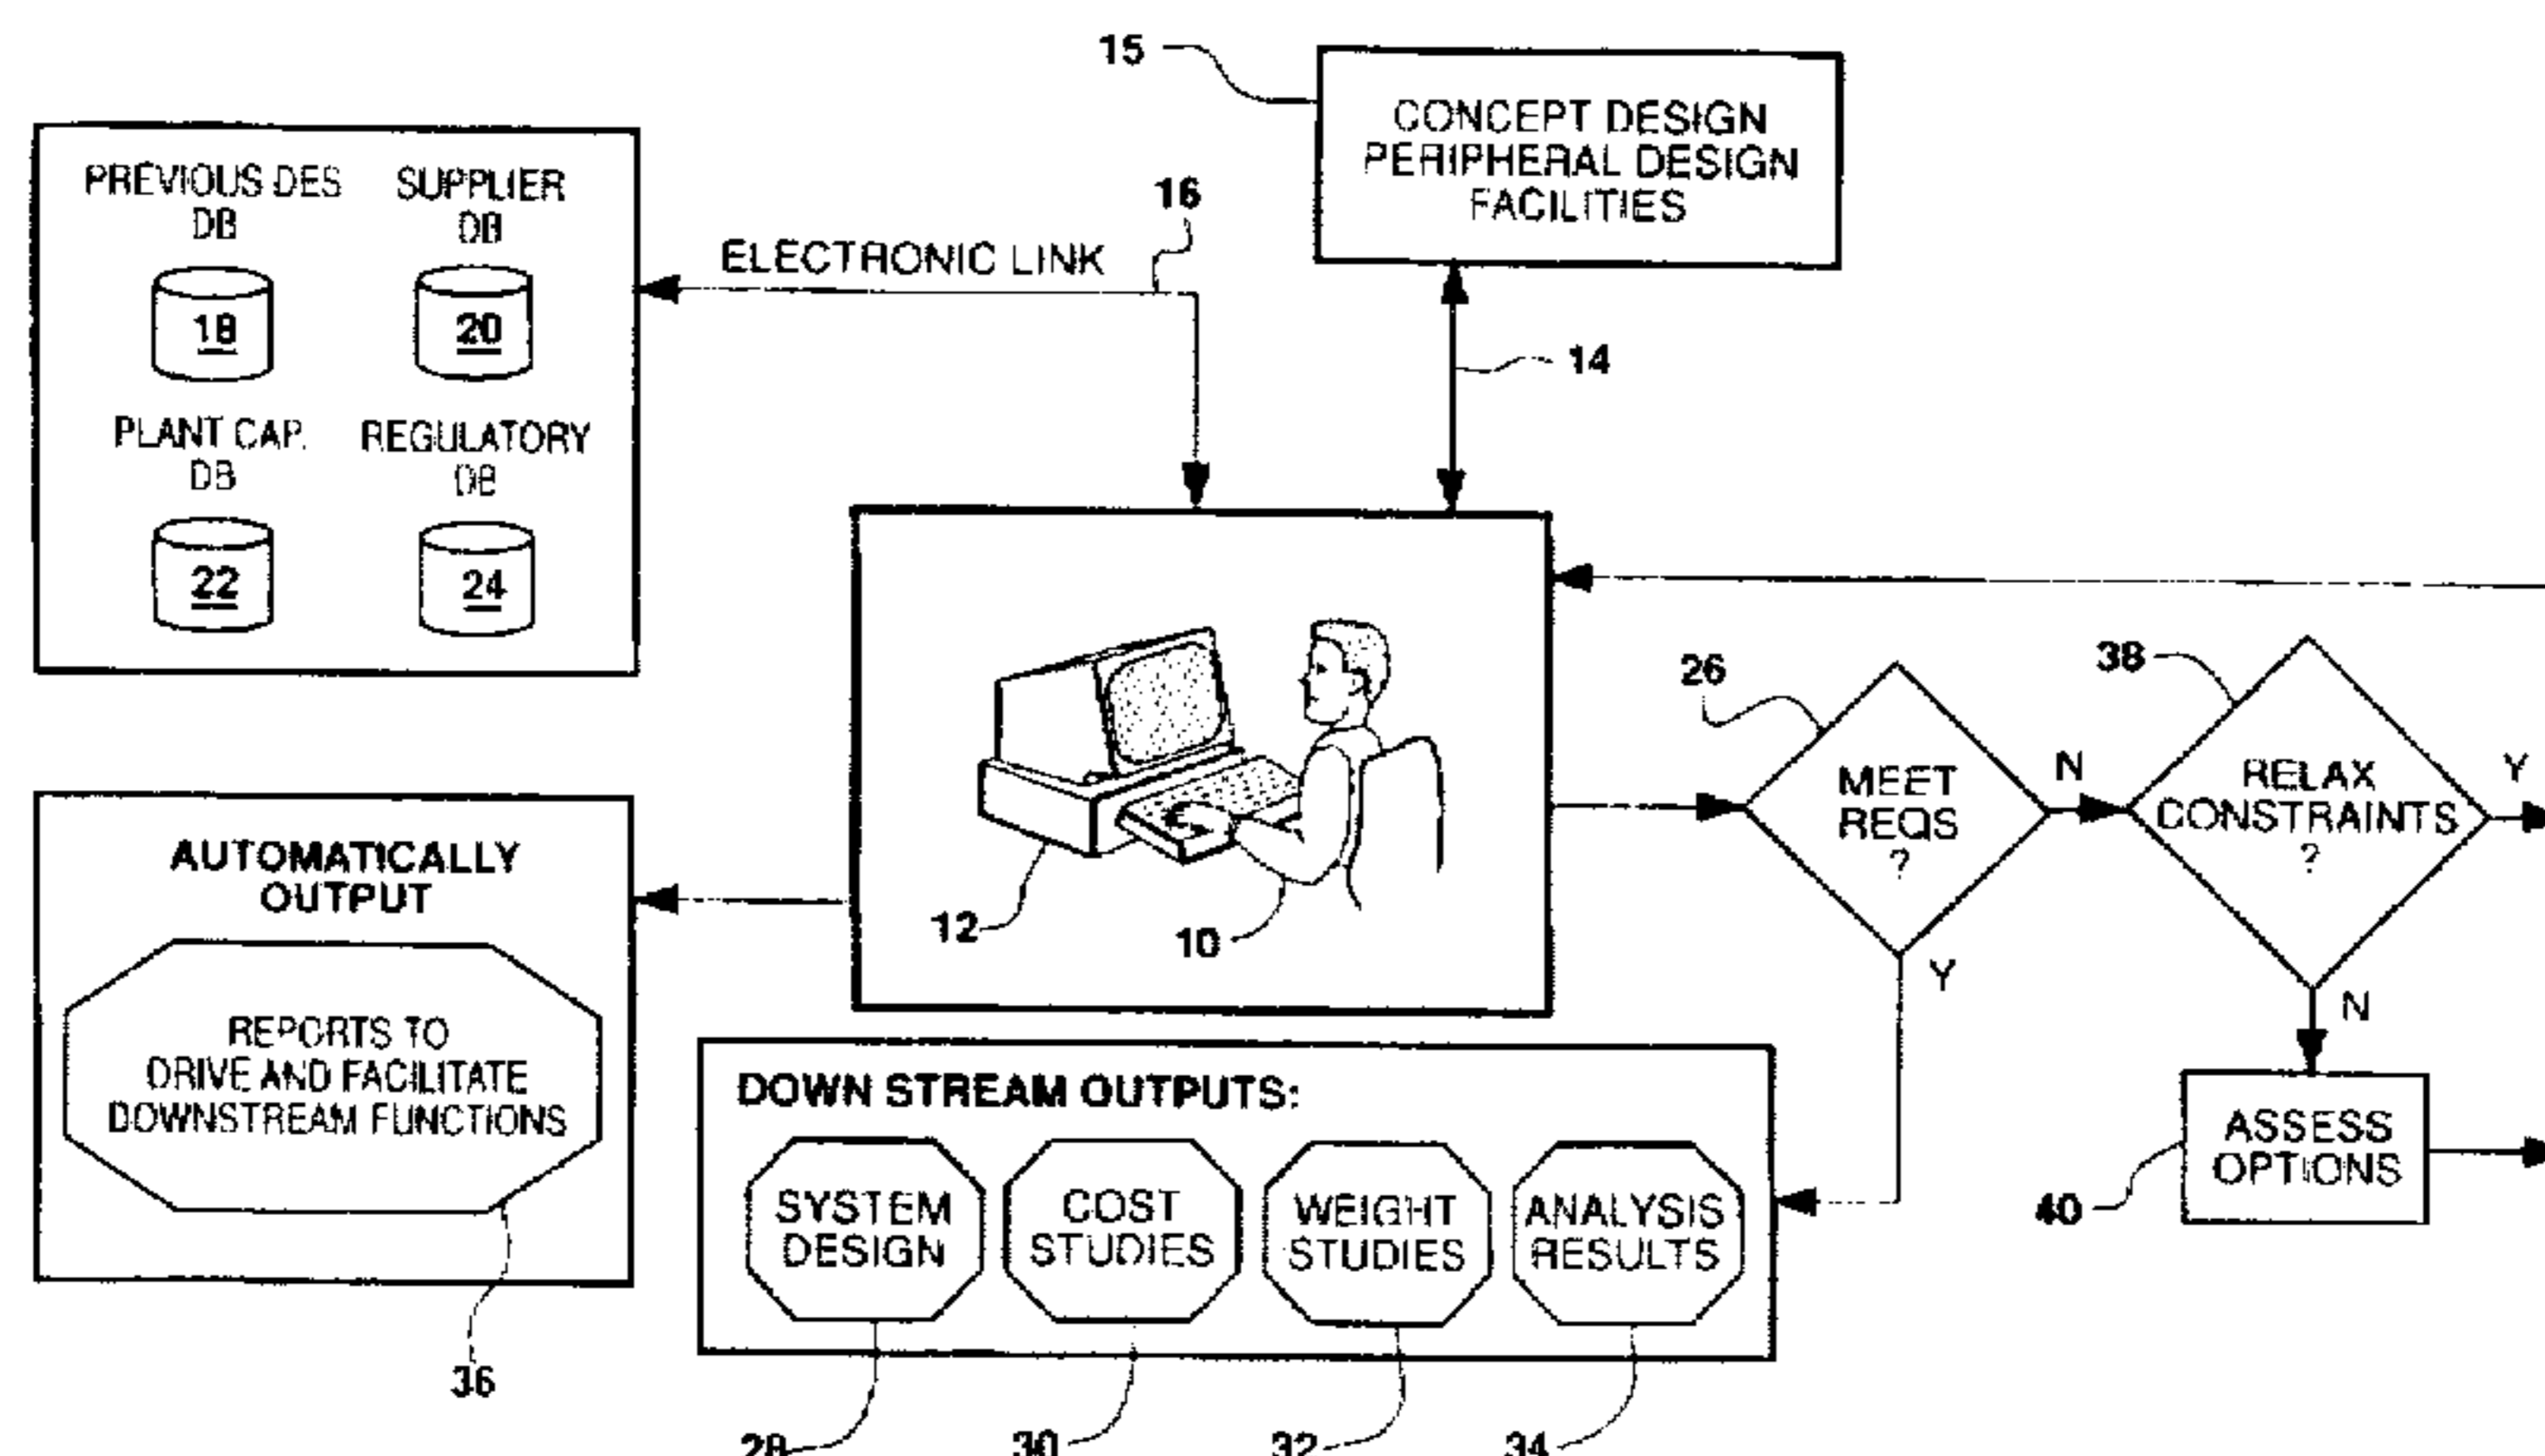 15
CONCEPT DESIGN
PERIPHERAL DESIGN
FACILITIES
PREVIOUS DES
DB
SUPPLIER
DB
16
ELECTRONIC LINK
18
20
14
PLANT CAP.
DB
REGULATORY
DB
22
24
26
38
MEET
REQS
?
N
RELAX
CONSTRAINTS
?
Y
12
10
Y
N
AUTOMATICALLY
OUTPUT
REPORTS TO
DRIVE AND FACILITATE
DOWNSTREAM FUNCTIONS
36
DOWN STREAM OUTPUTS:
SYSTEM
DESIGN
COST
STUDIES
WEIGHT
STUDIES
ANALYSIS
RESULTS
ASSESS
OPTIONS
40
28
30
32
34